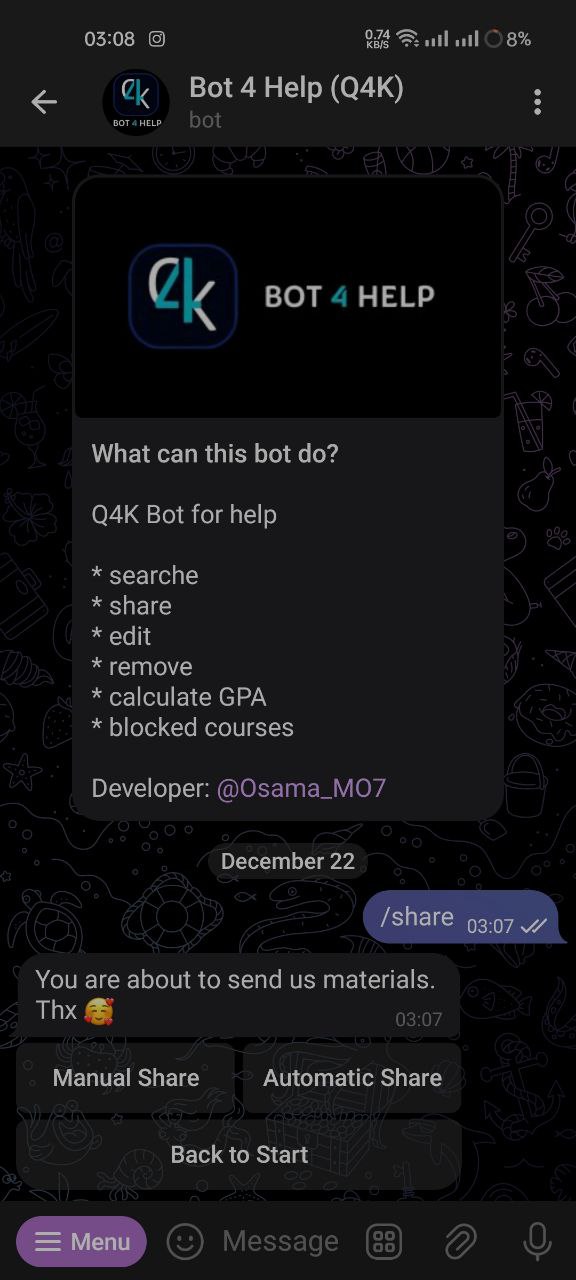 03:08 0.74 KB/S 8%
Bot 4 Help (Q4K)
bot
BOT 4 HELP
Q4k BOT 4 HELP
What can this bot do?
Q4K Bot for help
* searche
* share
* edit
* remove
* calculate GPA
* blocked courses
Developer: @Osama_MO7
December 22
/share 03:07
You are about to send us materials.
Thx 🥰 03:07
Manual Share Automatic Share
Back to Start
Menu Message